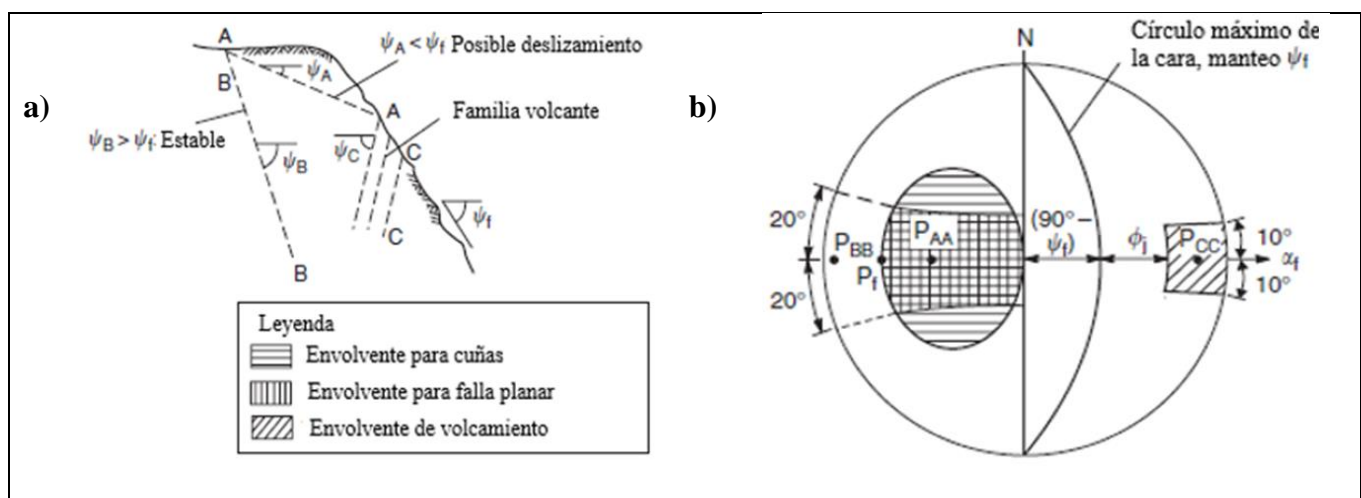 a)
A
ψA < ψf Posible deslizamiento
ψA
B
A
Familia volcante
ψB > ψf: Estable
ψC
C
ψB
ψf
C
B
Leyenda
Envolvente para cuñas
Envolvente para falla planar
Envolvente de volcamiento
b)
N
Círculo máximo de
la cara, manteo ψf
20°
PBB
PAA
(90°–
ψf)
ϕj
PCC
10°
αf
Pf
20°
10°